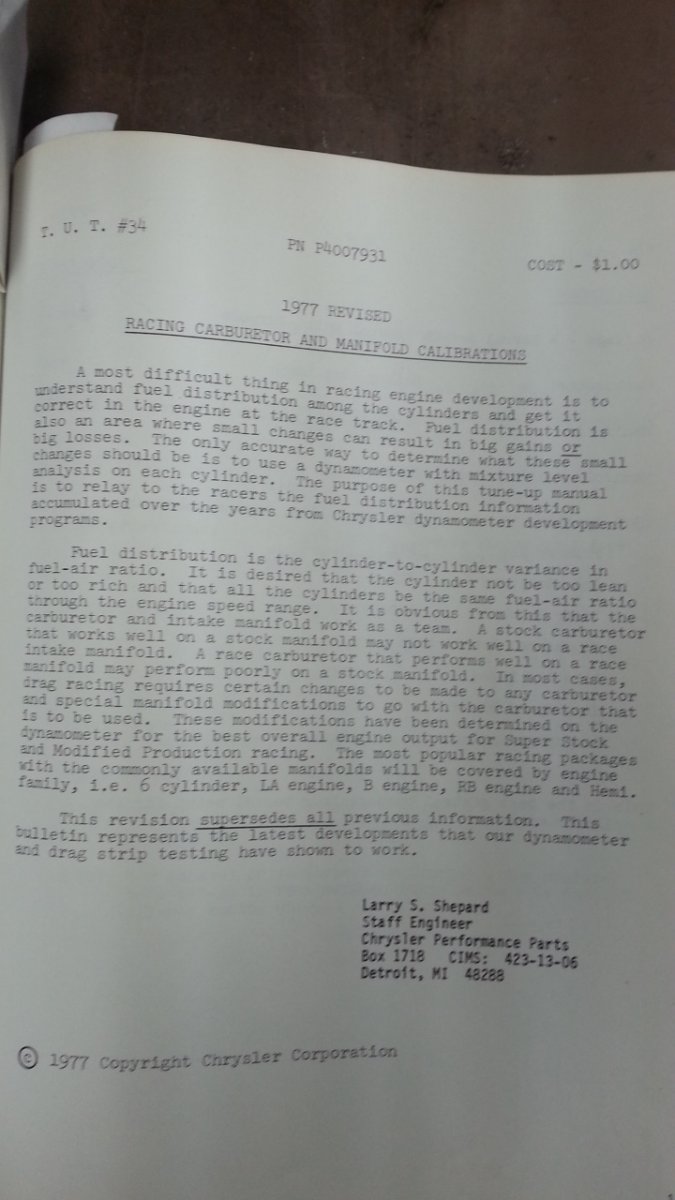 T. U. T. #34
PN P4007931
COST - $1.00
1977 REVISED
RACING CARBURETOR AND MANIFOLD CALIBRATIONS
A most difficult thing in racing engine development is to
understand fuel distribution among the cylinders and get it
correct in the engine at the race track. Fuel distribution is
also an area where small changes can result in big gains or
big losses. The only accurate way to determine what these small
changes should be is to use a dynamometer with mixture level
analysis on each cylinder. The purpose of this tune-up manual
is to relay to the racers the fuel distribution information
accumulated over the years from Chrysler dynamometer development
programs.
Fuel distribution is the cylinder-to-cylinder variance in
fuel-air ratio. It is desired that the cylinder not be too lean
or too rich and that all the cylinders be the same fuel-air ratio
through the engine speed range. It is obvious from this that the
carburetor and intake manifold work as a team. A stock carburetor
that works well on a stock manifold may not work well on a race
intake manifold. A race carburetor that performs well on a race
manifold may perform poorly on a stock manifold. In most cases,
drag racing requires certain changes to be made to any carburetor
and special manifold modifications to go with the carburetor that
is to be used. These modifications have been determined on the
dynamometer for the best overall engine output for Super Stock
and Modified Production racing. The most popular racing packages
with the commonly available manifolds will be covered by engine
family, i.e. 6 cylinder, LA engine, B engine, RB engine and Hemi.
This revision supersedes all previous information. This
bulletin represents the latest developments that our dynamometer
and drag strip testing have shown to work.
Larry S. Shepard
Staff Engineer
Chrysler Performance Parts
Box 1718 CIMS: 423-13-06
Detroit, MI 48288
© 1977 Copyright Chrysler Corporation